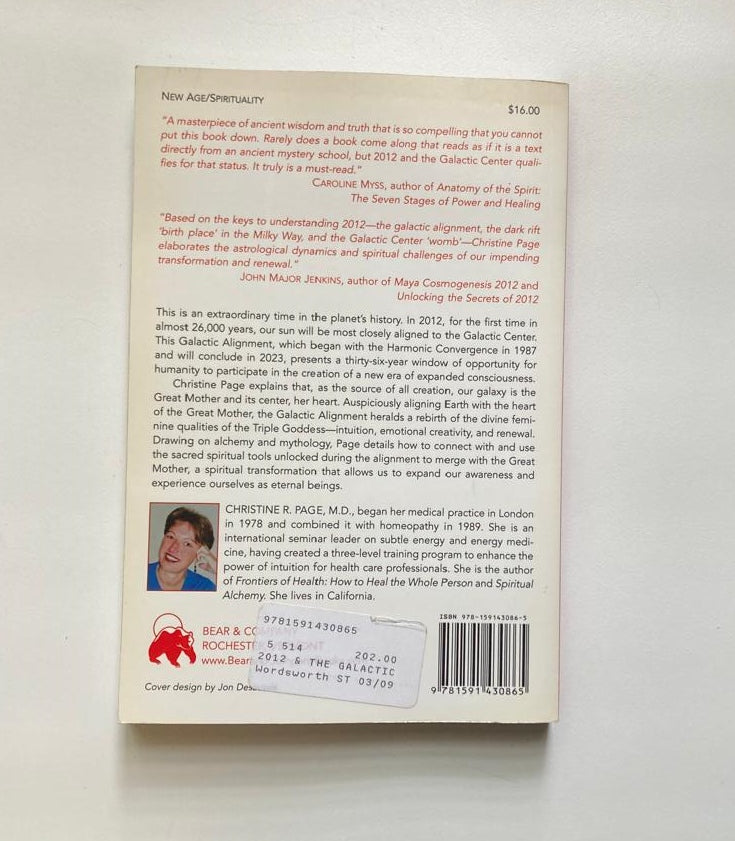 NEW AGE/SPIRITUALITY
$16.00
"A masterpiece of ancient wisdom and truth that is so compelling that you cannot
put this book down. Rarely does a book come along that reads as if it is a text
directly from an ancient mystery school, but 2012 and the Galactic Center quali-
fies for that status. It truly is a must-read."
CAROLINE MYSS, author of Anatomy of the Spirit:
The Seven Stages of Power and Healing
"Based on the keys to understanding 2012—the galactic alignment, the dark rift
'birth place' in the Milky Way, and the Galactic Center 'womb'—Christine Page
elaborates the astrological dynamics and spiritual challenges of our impending
transformation and renewal."
JOHN MAJOR JENKINS, author of Maya Cosmogenesis 2012 and
Unlocking the Secrets of 2012
This is an extraordinary time in the planet's history. In 2012, for the first time in
almost 26,000 years, our sun will be most closely aligned to the Galactic Center.
This Galactic Alignment, which began with the Harmonic Convergence in 1987
and will conclude in 2023, presents a thirty-six-year window of opportunity for
humanity to participate in the creation of a new era of expanded consciousness.
Christine Page explains that, as the source of all creation, our galaxy is the
Great Mother and its center, her heart. Auspiciously aligning Earth with the heart
of the Great Mother, the Galactic Alignment heralds a rebirth of the divine femi-
nine qualities of the Triple Goddess—intuition, emotional creativity, and renewal.
Drawing on alchemy and mythology, Page details how to connect with and use
the sacred spiritual tools unlocked during the alignment to merge with the Great
Mother, a spiritual transformation that allows us to expand our awareness and
experience ourselves as eternal beings.
CHRISTINE R. PAGE, M.D., began her medical practice in London
in 1978 and combined it with homeopathy in 1989. She is an
international seminar leader on subtle energy and energy medi-
cine, having created a three-level training program to enhance the
power of intuition for health care professionals. She is the author
of Frontiers of Health: How to Heal the Whole Person and Spiritual
Alchemy. She lives in California.
BEAR & COMPANY
ROCHESTER, VERMONT
www.Bear
Cover design by Jon
9781591430865
5 514 202.00
2012 & THE GALACTIC
Wordsworth ST 03/09
ISBN 978-159143086-5
9 781591 430865